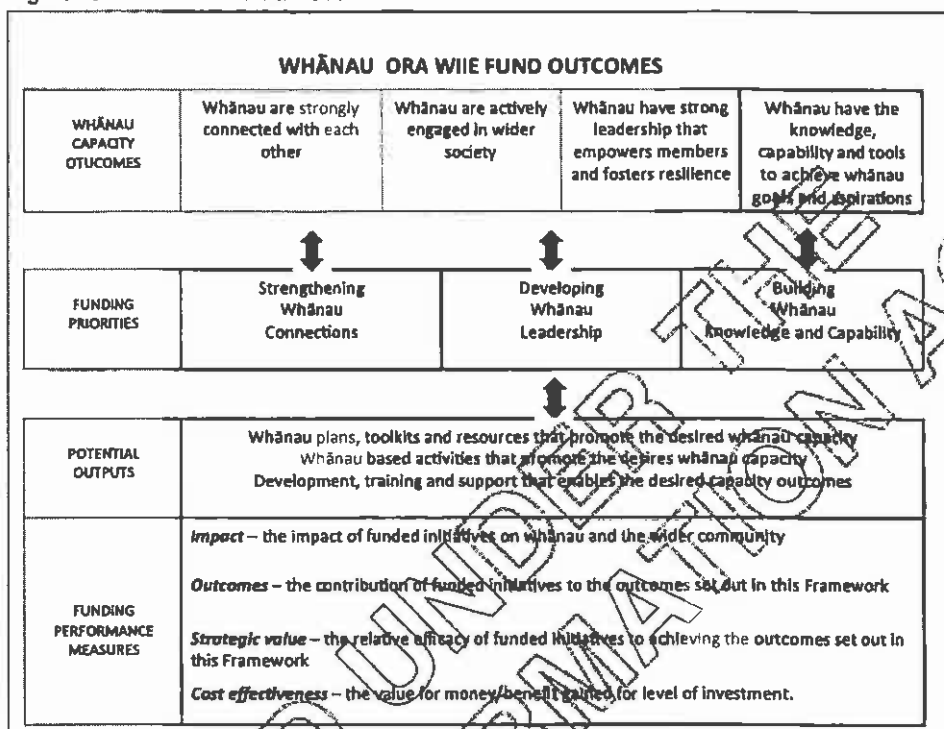 WHĀNAU ORA WIIE FUND OUTCOMES
WHĀNAU
CAPACITY
OTUCOMES
Whānau are strongly
connected with each
other
Whānau are actively
engaged in wider
society
Whānau have strong
leadership that
empowers members
and fosters resilience
Whānau have the
knowledge,
capability and tools
to achieve whānau
goals and aspirations
FUNDING
PRIORITIES
Strengthening
Whānau
Connections
Developing
Whānau
Leadership
Building
Whānau
Knowledge and Capability
POTENTIAL
OUTPUTS
Whānau plans, toolkits and resources that promote the desired whānau capacity
Whānau based activities that promote the desires whānau capacity
Development, training and support that enables the desired capacity outcomes
FUNDING
PERFORMANCE
MEASURES
Impact – the impact of funded initiatives on whānau and the wider community
Outcomes – the contribution of funded initiatives to the outcomes set out in this Framework
Strategic value – the relative efficacy of funded initiatives to achieving the outcomes set out in
this Framework
Cost effectiveness – the value for money/benefit gained for level of investment.
UNDER THE
RMATION AC